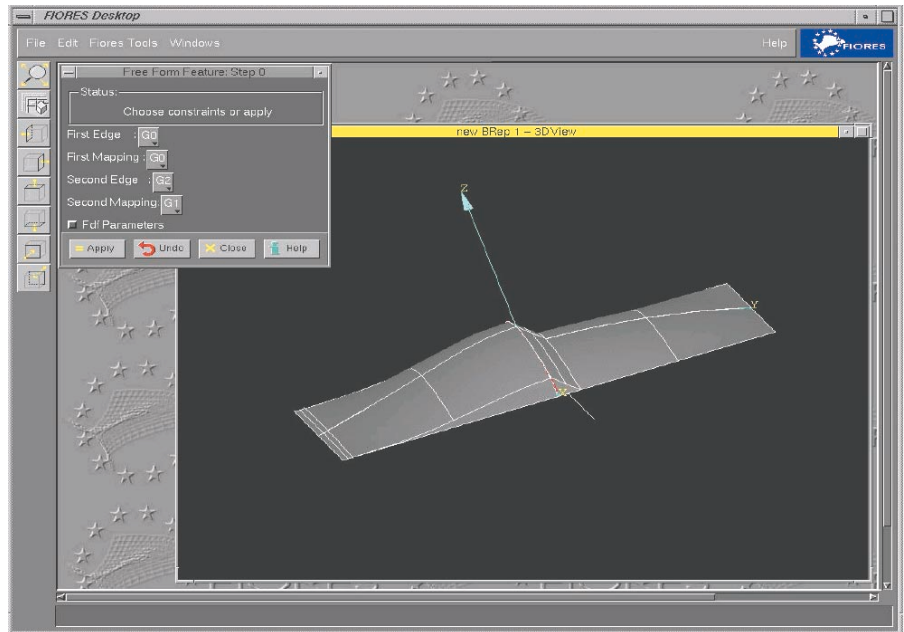 FIORES Desktop
File Edit Fiores Tools Windows Help
FIORES
Free Form Feature: Step 0
Status:
Choose constraints or apply
First Edge : G0
First Mapping : G0
Second Edge : G2
Second Mapping: G1
Fdf Parameters
Apply Undo Close Help
new BRep 1 - 3DView
Z
Y
X